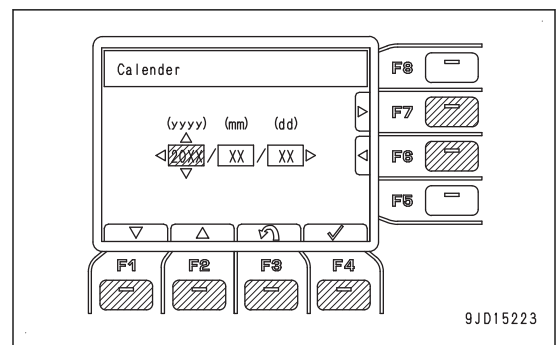 Calender
F8
F7
(yyyy) (mm) (dd)
20XX / XX / XX
F6
F5
F1 F2 F3 F4
9JD15223